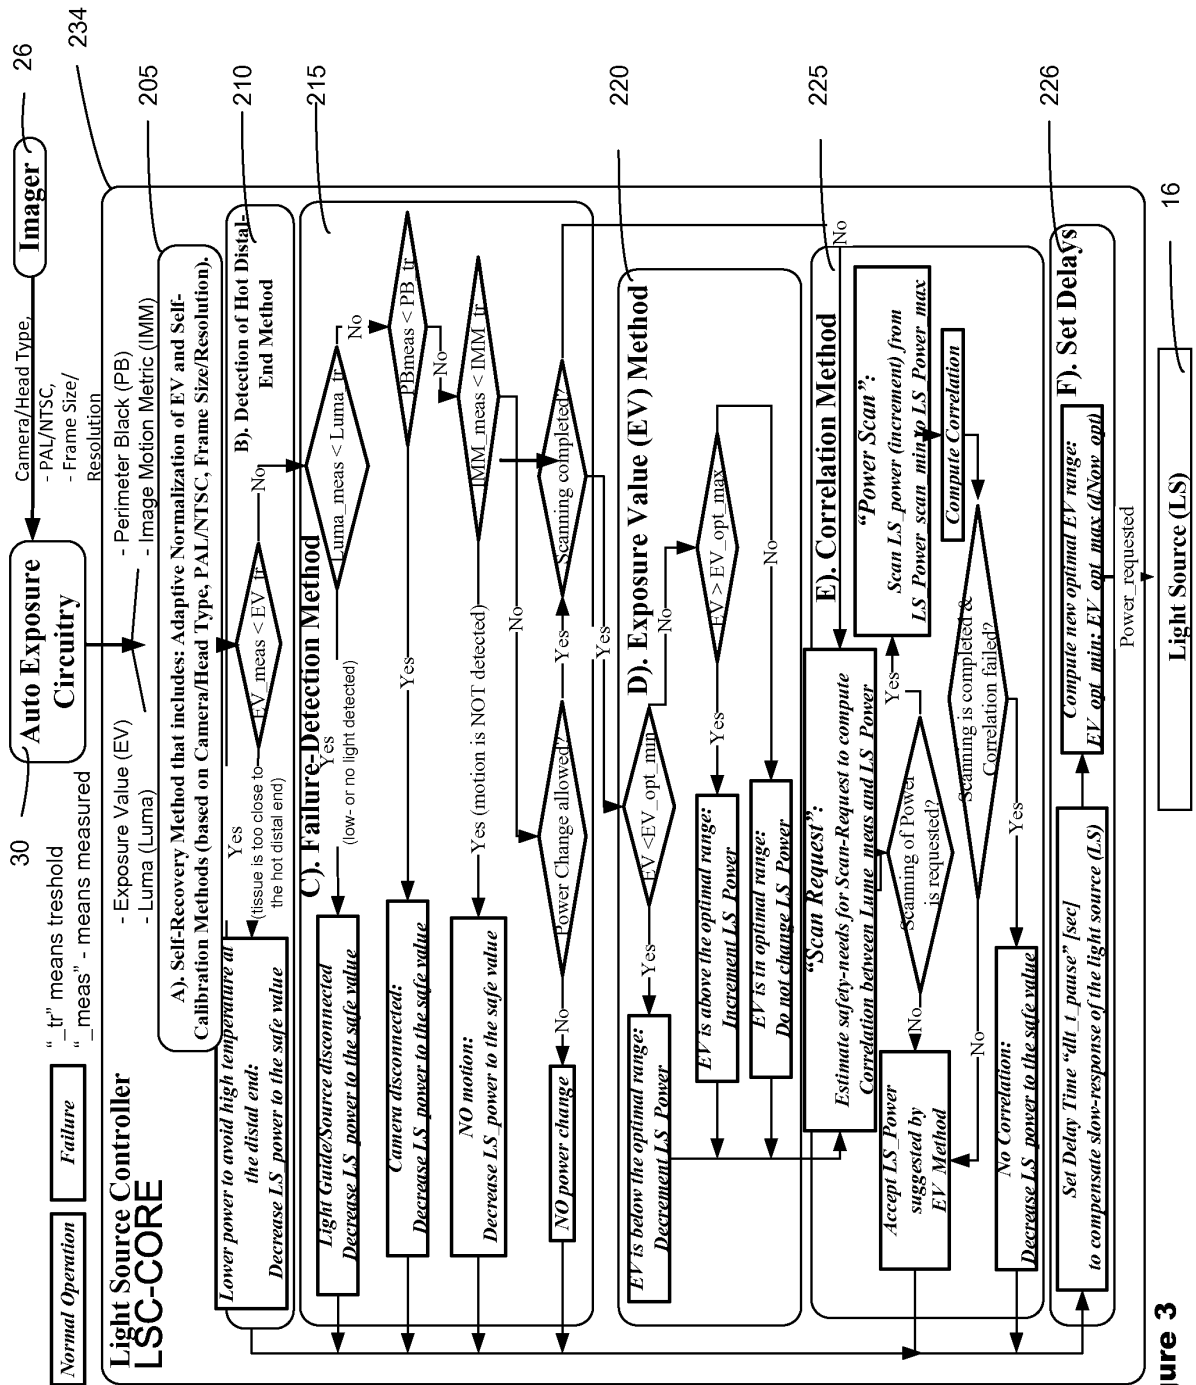 Normal Operation
Failure
"_tr" means treshold
"_meas" - means measured
30
Auto Exposure
Circuitry
Camera/Head Type,
- PAL/NTSC,
- Frame Size/
Resolution
Imager
26
- Exposure Value (EV)
- Luma (Luma)
- Perimeter Black (PB)
- Image Motion Metric (IMM)
234
205
210
215
220
225
226
16
Light Source Controller
LSC-CORE
A). Self-Recovery Method that includes: Adaptive Normalization of EV and Self-
Calibration Methods (based on Camera/Head Type, PAL/NTSC, Frame Size/Resolution).
B). Detection of Hot Distal-
End Method
EV_meas < EV_tr
No
Yes
(tissue is too close to
the hot distal end)
Lower power to avoid high temperature at
the distal end:
Decrease LS_power to the safe value
C). Failure-Detection Method
Luma_meas < Luma_tr
No
Yes
(low- or no light detected)
Light Guide/Source disconnected
Decrease LS_power to the safe value
PBmeas < PB_tr
No
Yes
Camera disconnected:
Decrease LS_power to the safe value
IMM_meas < IMM_tr
No
Yes (motion is NOT detected)
NO motion:
Decrease LS_power to the safe value
Scanning completed?
No
Yes
Power Change allowed?
Yes
No
NO power change
D). Exposure Value (EV) Method
EV <EV_opt_min
No
Yes
EV is below the optimal range:
Decrement LS_Power
EV > EV_opt_max
No
Yes
EV is above the optimal range:
Increment LS_Power
EV is in optimal range:
Do not change LS_Power
E). Correlation Method
"Scan Request":
Estimate safety-needs for Scan-Request to compute
Correlation between Lume meas and LS_Power
"Power Scan":
Scan LS_power (increment) from
LS_Power_scan_min to LS_Power_max
Compute Correlation
Scanning of Power
is requested?
Yes
No
Accept LS_Power
suggested by
EV_Method
Scanning is completed &
Correlation failed?
No
Yes
No Correlation:
Decrease LS_power to the safe value
F). Set Delays
Set Delay Time "dlt_t_pause" [sec]
to compensate slow-response of the light source (LS)
Compute new optimal EV range:
EV_opt_min; EV_opt_max (dNow_opt)
Power_requested
Light Source (LS)
ure 3